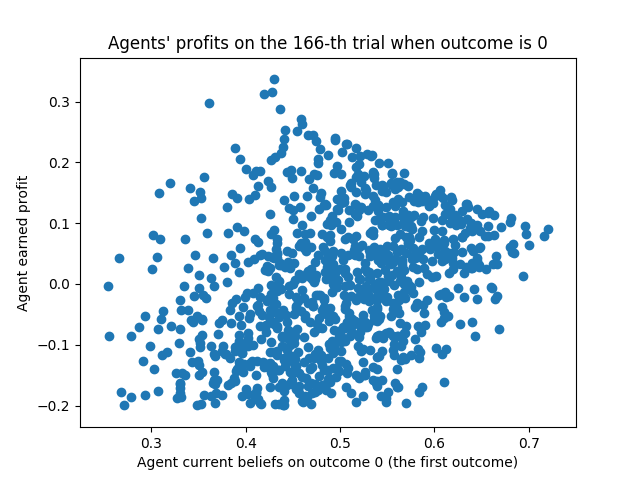 Agents' profits on the 166-th trial when outcome is 0
0.3
0.2
0.1
0.0
−0.1
−0.2
Agent earned profit
0.3 0.4 0.5 0.6 0.7
Agent current beliefs on outcome 0 (the first outcome)